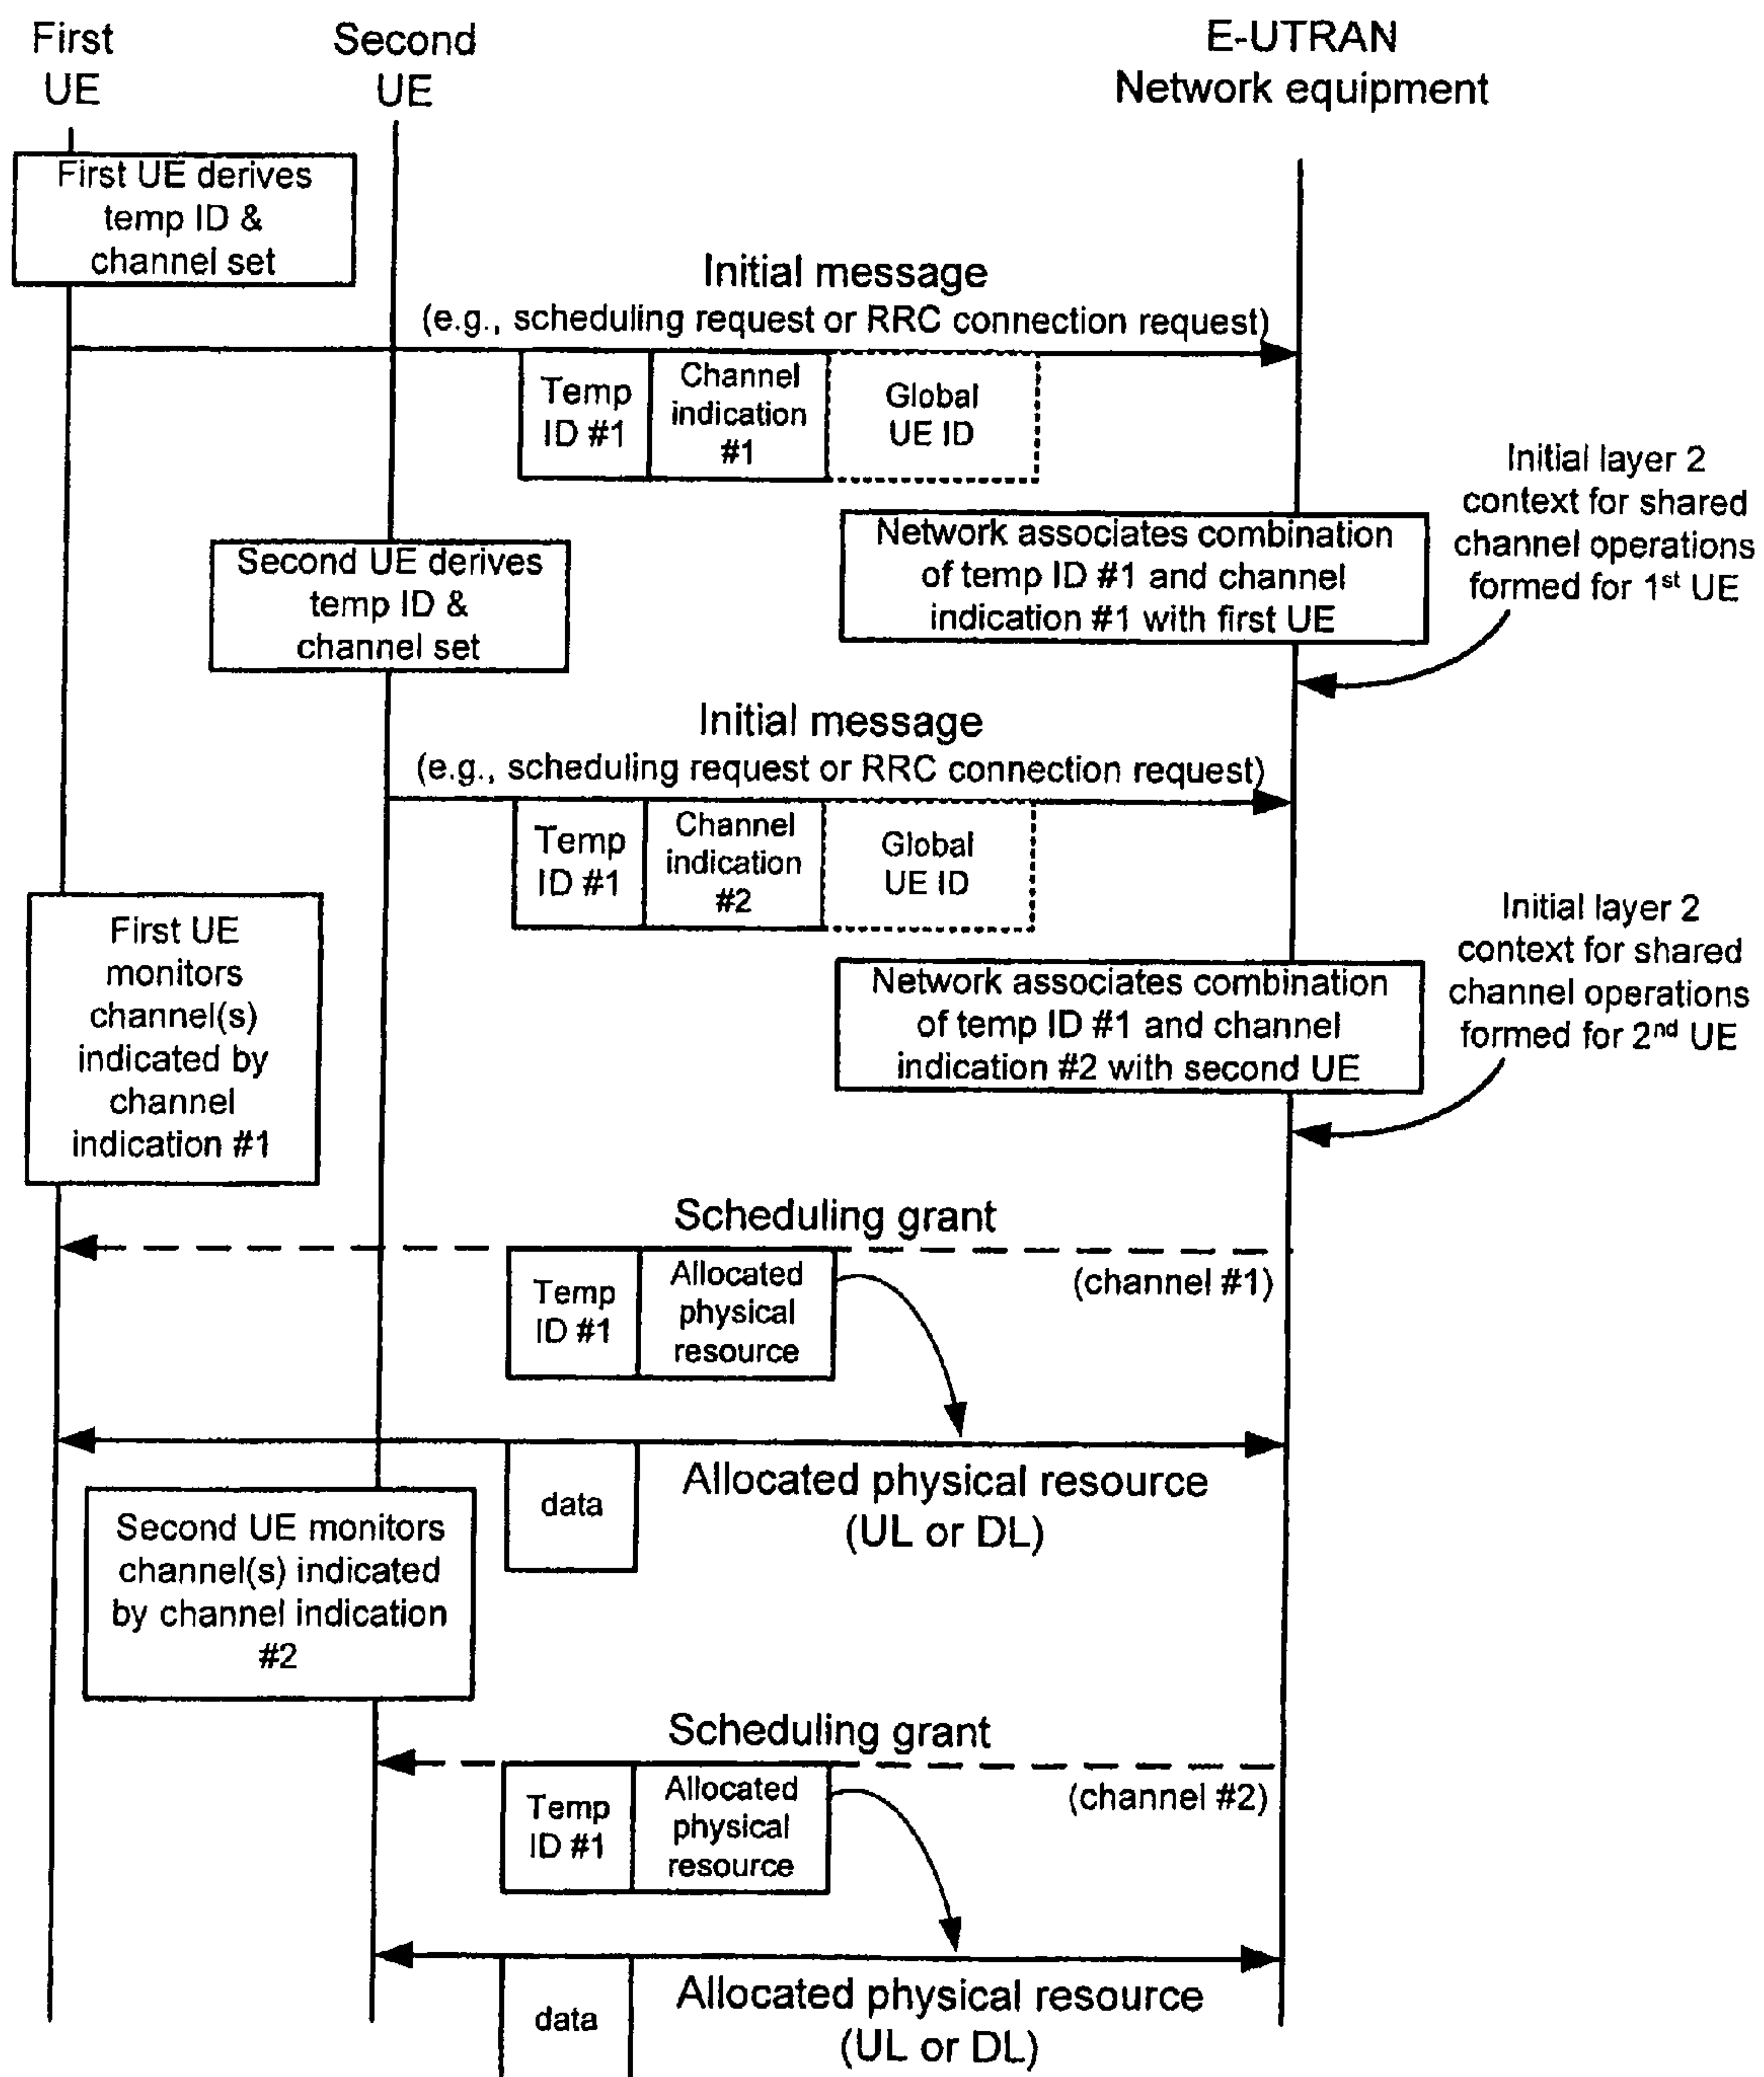 First
UE
Second
UE
E-UTRAN
Network equipment
First UE derives
temp ID &
channel set
Initial message
(e.g., scheduling request or RRC connection request)
Temp
ID #1
Channel
indication
#1
Global
UE ID
Initial layer 2
context for shared
channel operations
formed for 1st UE
Network associates combination
of temp ID #1 and channel
indication #1 with first UE
Second UE derives
temp ID &
channel set
Initial message
(e.g., scheduling request or RRC connection request)
Temp
ID #1
Channel
indication
#2
Global
UE ID
First UE
monitors
channel(s)
indicated by
channel
indication #1
Initial layer 2
context for shared
channel operations
formed for 2nd UE
Network associates combination
of temp ID #1 and channel
indication #2 with second UE
Scheduling grant
(channel #1)
Temp
ID #1
Allocated
physical
resource
data
Allocated physical resource
(UL or DL)
Second UE monitors
channel(s) indicated
by channel indication
#2
Scheduling grant
(channel #2)
Temp
ID #1
Allocated
physical
resource
data
Allocated physical resource
(UL or DL)